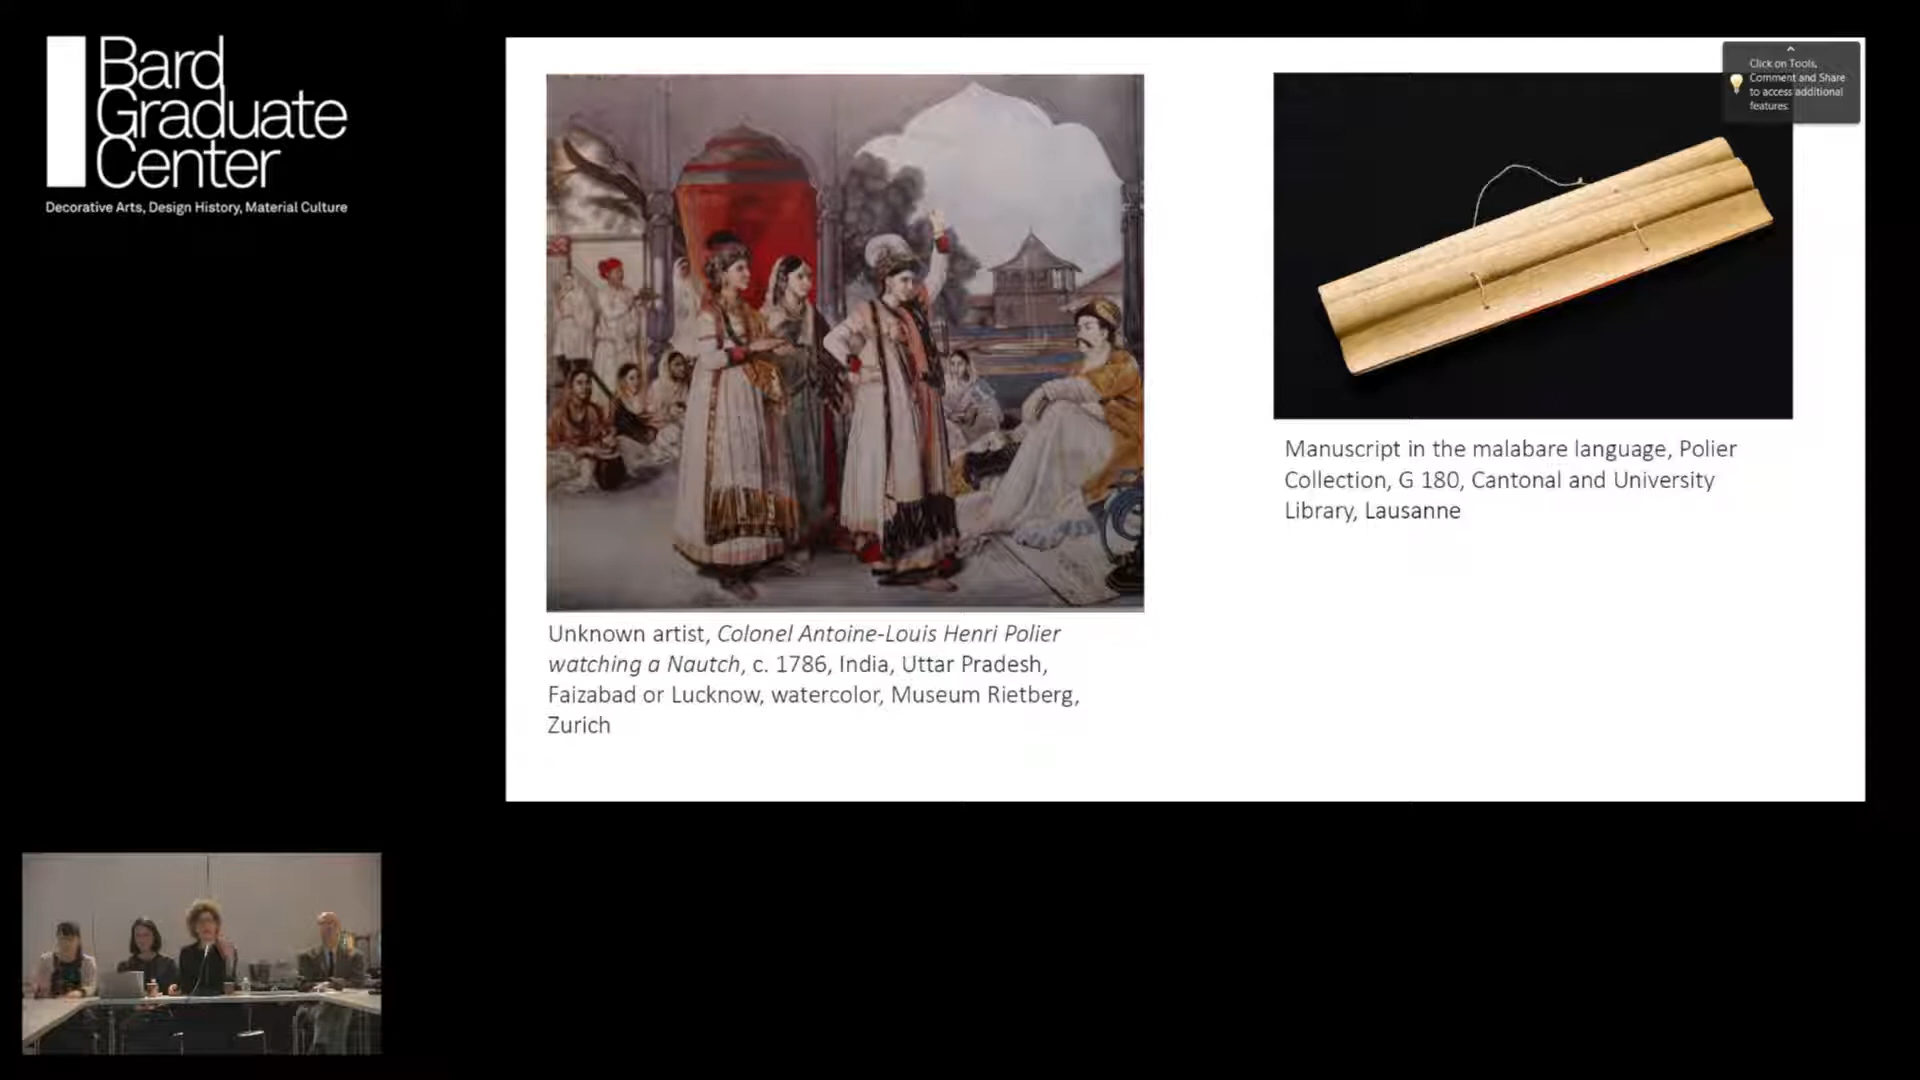 Bard
Graduate
Center
Decorative Arts, Design History, Material Culture
Click on Tools,
Comment and Share
to access additional
features.
Manuscript in the malabare language, Polier
Collection, G 180, Cantonal and University
Library, Lausanne
Unknown artist, Colonel Antoine-Louis Henri Polier
watching a Nautch, c. 1786, India, Uttar Pradesh,
Faizabad or Lucknow, watercolor, Museum Rietberg,
Zurich